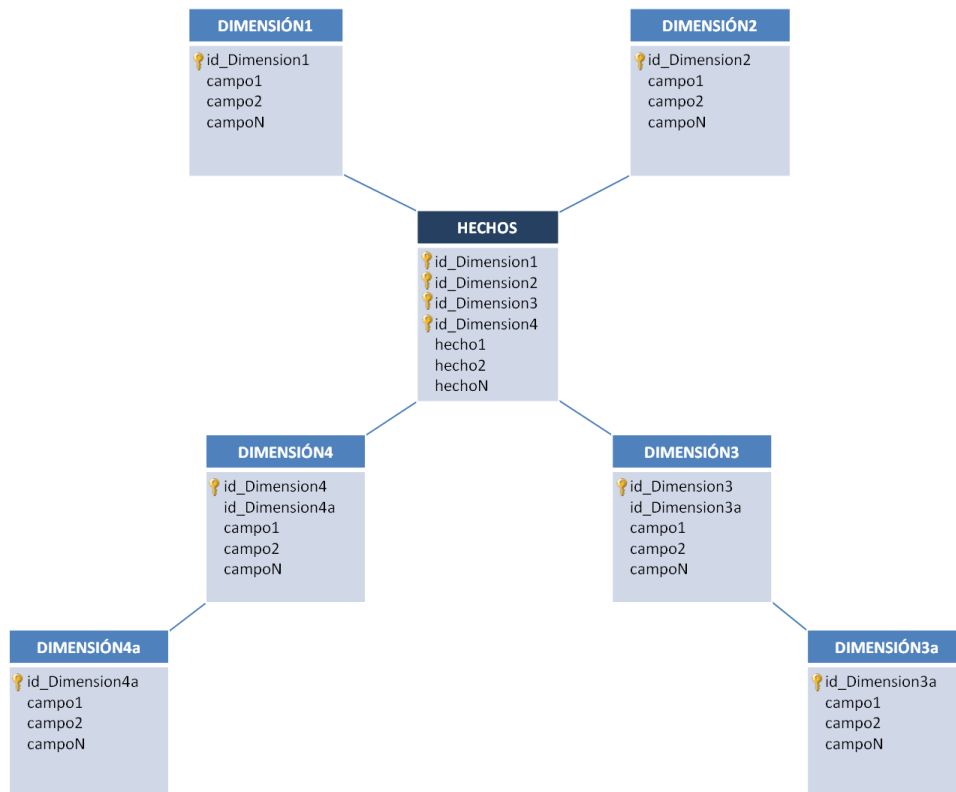 DIMENSIÓN1
id_Dimension1
campo1
campo2
campoN
DIMENSIÓN2
id_Dimension2
campo1
campo2
campoN
HECHOS
id_Dimension1
id_Dimension2
id_Dimension3
id_Dimension4
hecho1
hecho2
hechoN
DIMENSIÓN4
id_Dimension4
id_Dimension4a
campo1
campo2
campoN
DIMENSIÓN3
id_Dimension3
id_Dimension3a
campo1
campo2
campoN
DIMENSIÓN4a
id_Dimension4a
campo1
campo2
campoN
DIMENSIÓN3a
id_Dimension3a
campo1
campo2
campoN